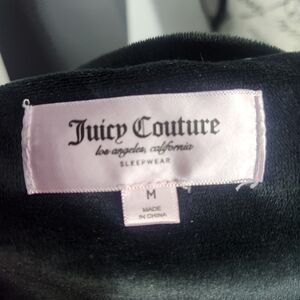 Juicy Couture
los angeles, california
SLEEPWEAR
M
MADE
IN CHINA